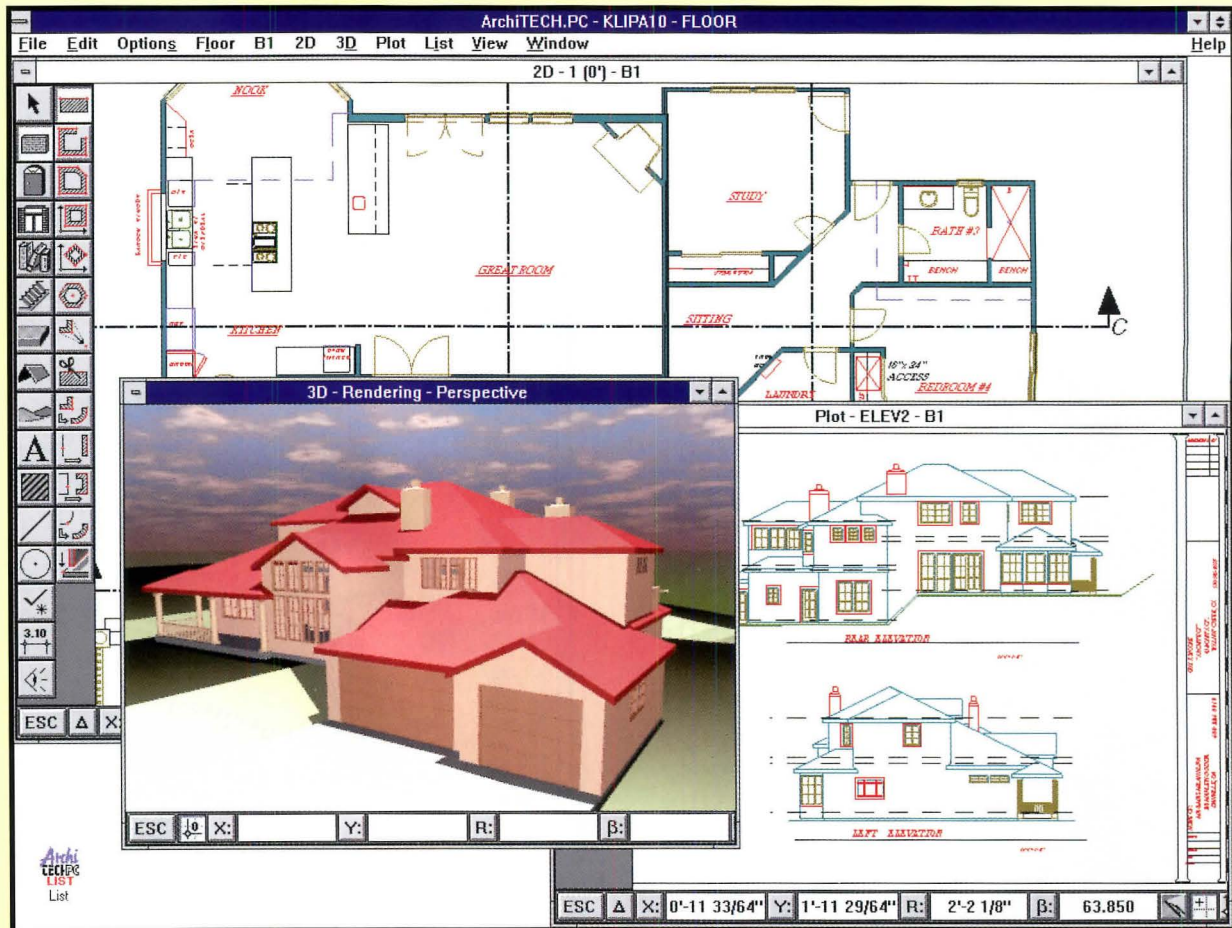 ArchiTECH.PC - KLIPA10 - FLOOR
File Edit Options Floor B1 2D 3D Plot List View Window Help
2D - 1 (0') - B1
NOOK
STUDY
BATH #3
BENCH BENCH
GREAT ROOM
SITTING
KITCHEN
C
16"x 24"
ACCESS
LAUNDRY
BEDROOM #4
3D - Rendering - Perspective
Plot - ELEV2 - B1
A
3.10
REAR ELEVATION
LEFT ELEVATION
ESC Δ X:
ESC X: Y: R: β:
Archi
TECH.PC
LIST
List
ESC Δ X: 0'-11 33/64" Y: 1'-11 29/64" R: 2'-2 1/8" β: 63.850